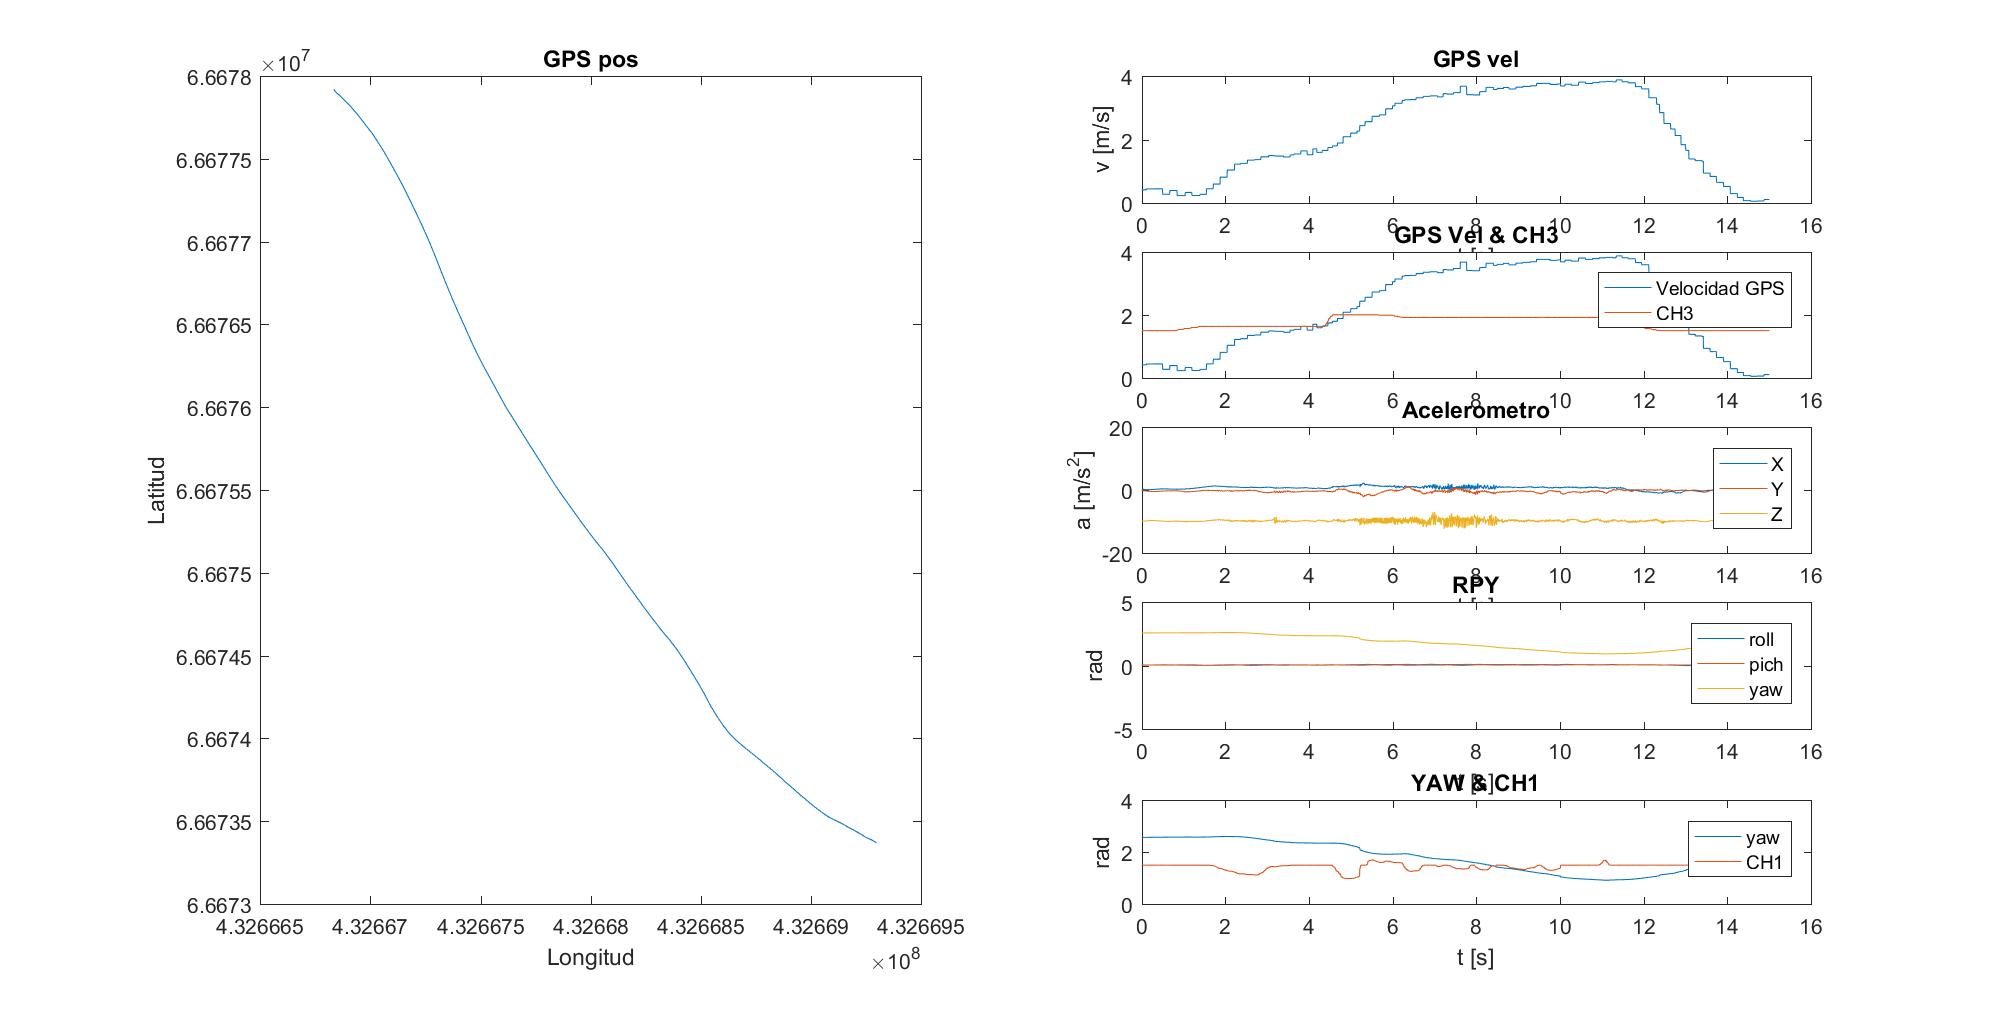 GPS pos
×10⁷
6.6678
6.66775
6.6677
6.66765
6.6676
6.66755
6.6675
6.66745
6.6674
6.66735
6.6673
Latitud
4.326665 4.32667 4.326675 4.32668 4.326685 4.32669 4.326695
Longitud
×10⁸
GPS vel
4
2
0
v [m/s]
0 2 4 6 8 10 12 14 16
GPS Vel & CH3
4
2
0
Velocidad GPS
CH3
0 2 4 6 8 10 12 14 16
Acelerometro
20
0
-20
a [m/s²]
X
Y
Z
0 2 4 6 8 10 12 14 16
RPY
5
0
-5
rad
roll
pich
yaw
0 2 4 6 8 10 12 14 16
t [s]
YAW & CH1
4
2
0
rad
yaw
CH1
0 2 4 6 8 10 12 14 16
t [s]